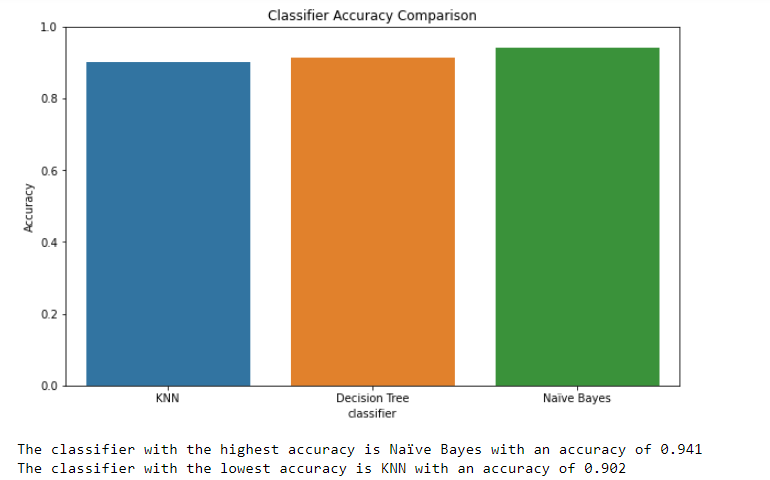 Classifier Accuracy Comparison
1.0
0.8
0.6
0.4
0.2
0.0
Accuracy
KNN Decision Tree Naïve Bayes
classifier
The classifier with the highest accuracy is Naïve Bayes with an accuracy of 0.941
The classifier with the lowest accuracy is KNN with an accuracy of 0.902